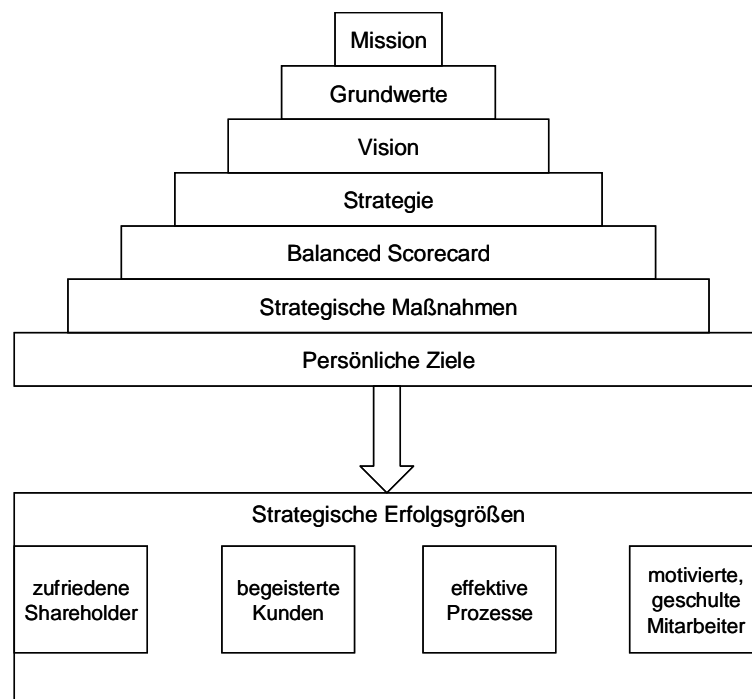 Mission
Grundwerte
Vision
Strategie
Balanced Scorecard
Strategische Maßnahmen
Persönliche Ziele
Strategische Erfolgsgrößen
zufriedene
Shareholder
begeisterte
Kunden
effektive
Prozesse
motivierte,
geschulte
Mitarbeiter